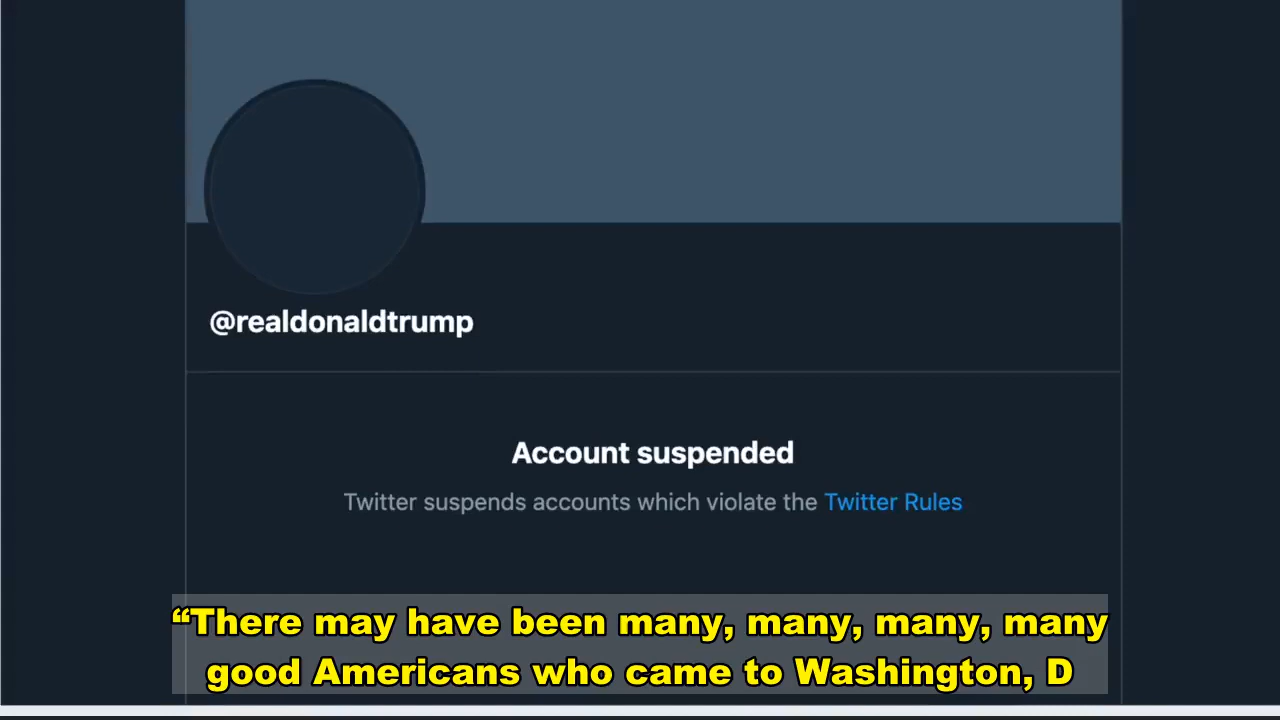 @realdonaldtrump
Account suspended
Twitter suspends accounts which violate the Twitter Rules
“There may have been many, many, many, many
good Americans who came to Washington, D